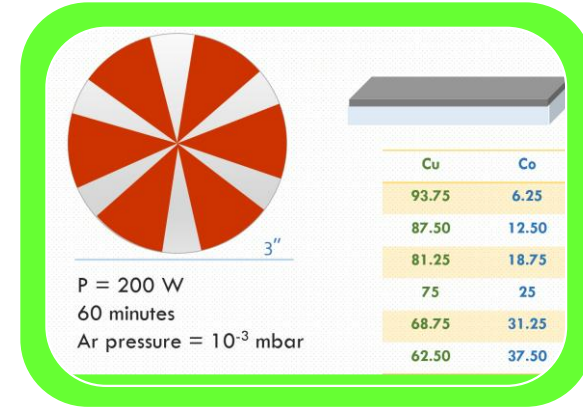 3"
P = 200 W
60 minutes
Ar pressure = 10⁻³ mbar
Cu Co
93.75 6.25
87.50 12.50
81.25 18.75
75 25
68.75 31.25
62.50 37.50